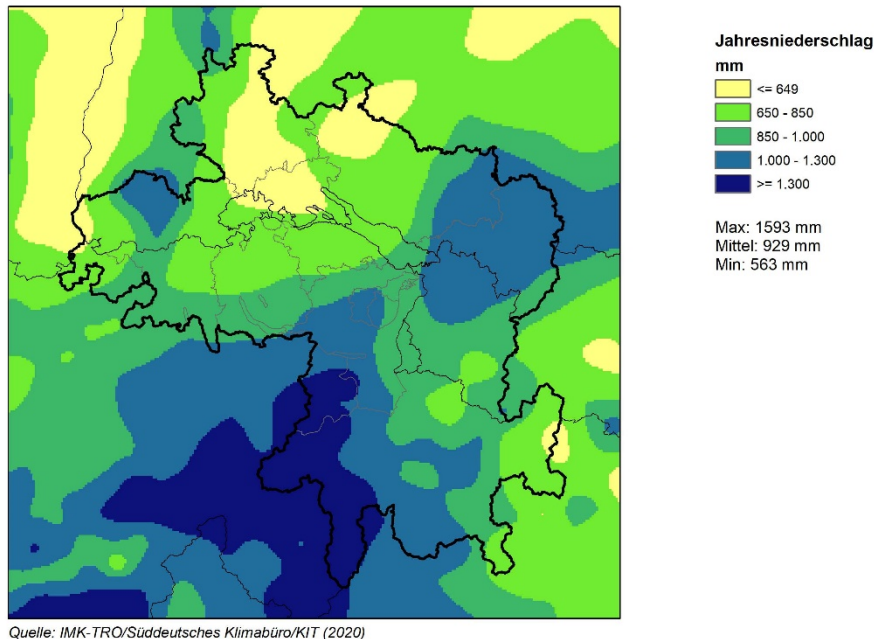 Jahresniederschlag
mm
<= 649
650 - 850
850 - 1.000
1.000 - 1.300
>= 1.300
Max: 1593 mm
Mittel: 929 mm
Min: 563 mm
Quelle: IMK-TRO/Süddeutsches Klimabüro/KIT (2020)